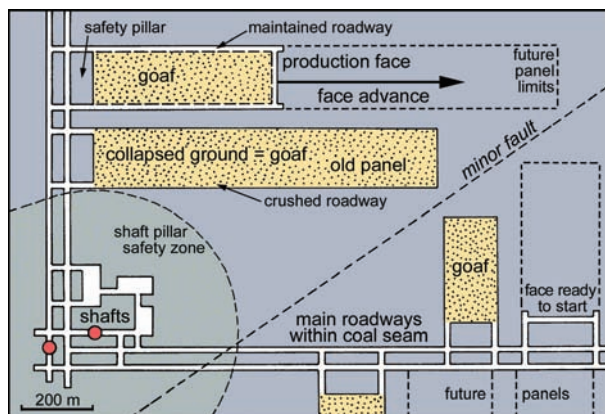 safety pillar
maintained roadway
goaf
production face
face advance
future
panel
limits
collapsed ground = goaf
old panel
crushed roadway
minor fault
shaft pillar
safety zone
goaf
face ready
to start
shafts
main roadways
within coal seam
200 m
future
panels